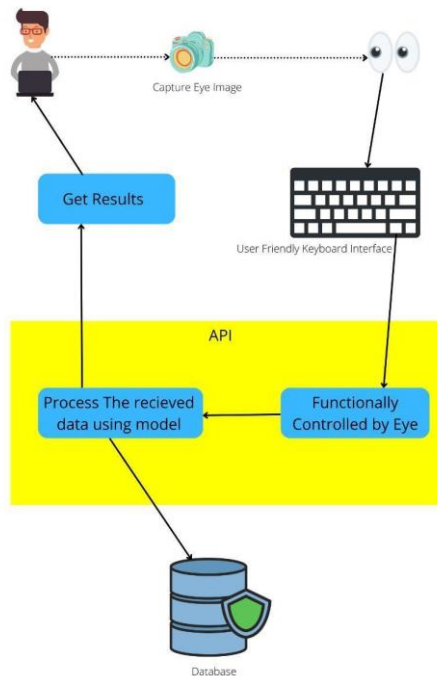 Capture Eye Image
Get Results
User Friendly Keyboard Interface
API
Process The recieved
data using model
Functionally
Controlled by Eye
Database